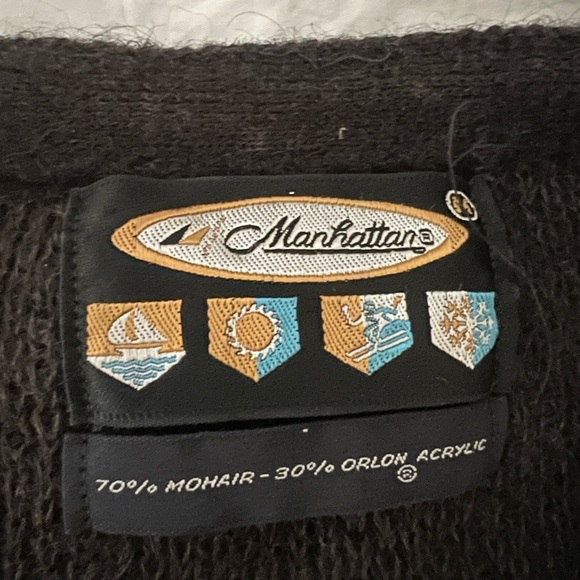 Manhattan®
70% MOHAIR - 30% ORLON® ACRYLIC